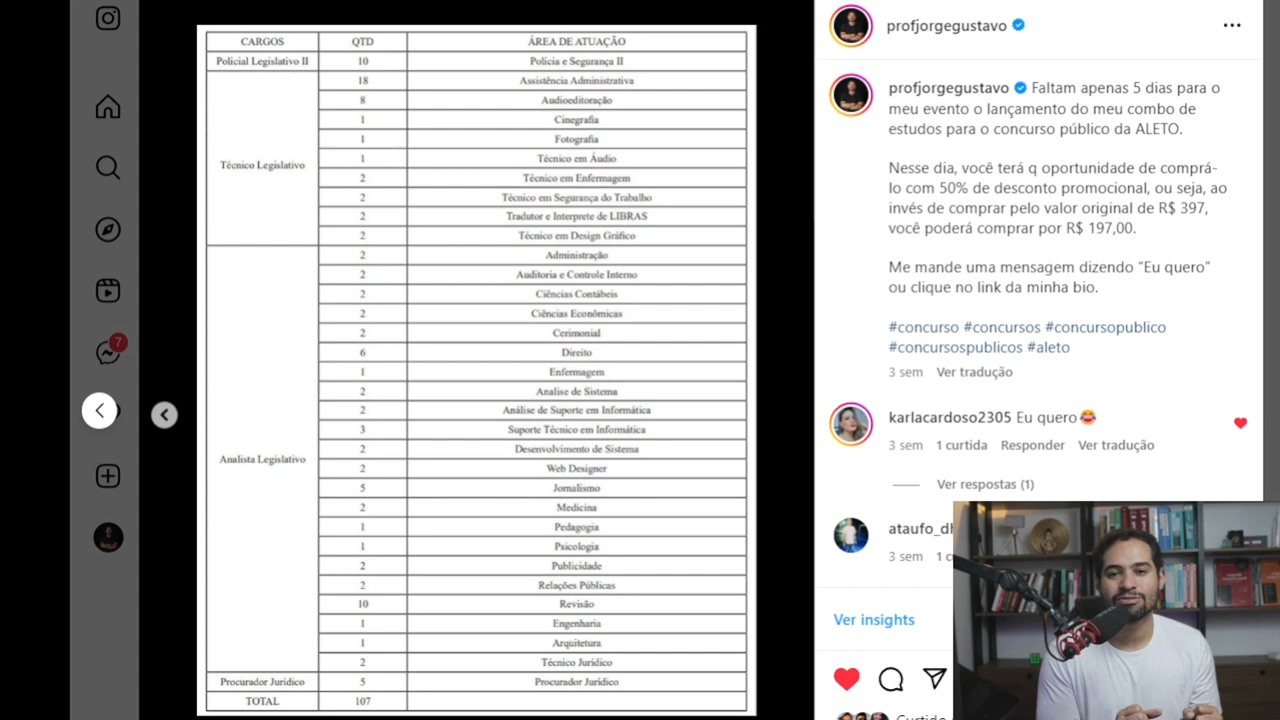 CARGOS QTD ÁREA DE ATUAÇÃO
Policial Legislativo II 10 Polícia e Segurança II
18 Assistência Administrativa
8 Audioeditoração
1 Cinegrafia
1 Fotografia
Técnico Legislativo 1 Técnico em Áudio
2 Técnico em Enfermagem
2 Técnico em Segurança do Trabalho
2 Tradutor e Interprete de LIBRAS
2 Técnico em Design Gráfico
2 Administração
2 Auditoria e Controle Interno
2 Ciências Contábeis
2 Ciências Econômicas
2 Cerimonial
6 Direito
1 Enfermagem
2 Analise de Sistema
2 Análise de Suporte em Informática
3 Suporte Técnico em Informática
2 Desenvolvimento de Sistema
Analista Legislativo 2 Web Designer
5 Jornalismo
2 Medicina
1 Pedagogia
1 Psicologia
2 Publicidade
2 Relações Públicas
10 Revisão
1 Engenharia
1 Arquitetura
2 Técnico Jurídico
Procurador Jurídico 5 Procurador Jurídico
TOTAL 107
7
profjorgegustavo
profjorgegustavo Faltam apenas 5 dias para o
meu evento o lançamento do meu combo de
estudos para o concurso público da ALETO.
Nesse dia, você terá q oportunidade de comprá-
lo com 50% de desconto promocional, ou seja, ao
invés de comprar pelo valor original de R$ 397,
você poderá comprar por R$ 197,00.
Me mande uma mensagem dizendo “Eu quero”
ou clique no link da minha bio.
#concurso #concursos #concursopublico
#concursospublicos #aleto
3 sem Ver tradução
karlacardoso2305 Eu quero😂
3 sem 1 curtida Responder Ver tradução
Ver respostas (1)
ataufo_d
3 sem 1
Ver insights
Curtido